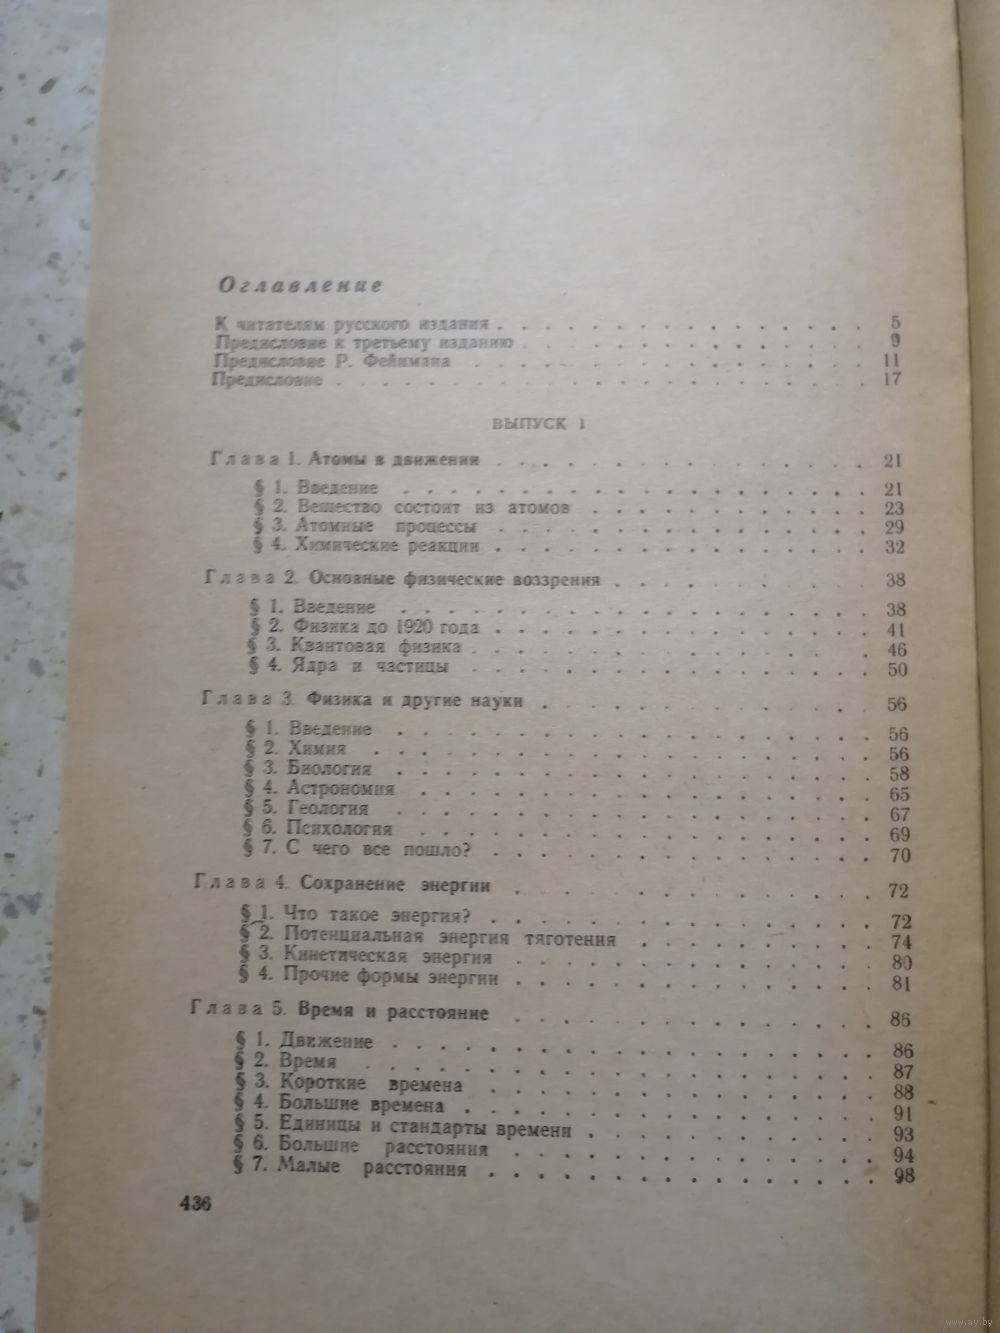 Оглавление
К читателям русского издания . . . . . . . . . . . . . . . . . . 5
Предисловие к третьему изданию . . . . . . . . . . . . . . . . . 9
Предисловие Р. Фейнмана . . . . . . . . . . . . . . . . . . . 11
Предисловие . . . . . . . . . . . . . . . . . . . . . . . . . 17
ВЫПУСК 1
Глава 1. Атомы в движении . . . . . . . . . . . . . . . . . . 21
§ 1. Введение . . . . . . . . . . . . . . . . . . . . . . 21
§ 2. Вещество состоит из атомов . . . . . . . . . . . . . 23
§ 3. Атомные процессы . . . . . . . . . . . . . . . . . . 29
§ 4. Химические реакции . . . . . . . . . . . . . . . . . 32
Глава 2. Основные физические воззрения . . . . . . . . . . . . 38
§ 1. Введение . . . . . . . . . . . . . . . . . . . . . . 38
§ 2. Физика до 1920 года . . . . . . . . . . . . . . . . . 41
§ 3. Квантовая физика . . . . . . . . . . . . . . . . . . 46
§ 4. Ядра и частицы . . . . . . . . . . . . . . . . . . . 50
Глава 3. Физика и другие науки . . . . . . . . . . . . . . . . 56
§ 1. Введение . . . . . . . . . . . . . . . . . . . . . . 56
§ 2. Химия . . . . . . . . . . . . . . . . . . . . . . . 56
§ 3. Биология . . . . . . . . . . . . . . . . . . . . . . 58
§ 4. Астрономия . . . . . . . . . . . . . . . . . . . . . 65
§ 5. Геология . . . . . . . . . . . . . . . . . . . . . . 67
§ 6. Психология . . . . . . . . . . . . . . . . . . . . . 69
§ 7. С чего все пошло? . . . . . . . . . . . . . . . . . . 70
Глава 4. Сохранение энергии . . . . . . . . . . . . . . . . . 72
§ 1. Что такое энергия? . . . . . . . . . . . . . . . . . 72
§ 2. Потенциальная энергия тяготения . . . . . . . . . . . 74
§ 3. Кинетическая энергия . . . . . . . . . . . . . . . . 80
§ 4. Прочие формы энергии . . . . . . . . . . . . . . . . 81
Глава 5. Время и расстояние . . . . . . . . . . . . . . . . . 86
§ 1. Движение . . . . . . . . . . . . . . . . . . . . . . 86
§ 2. Время . . . . . . . . . . . . . . . . . . . . . . . 87
§ 3. Короткие времена . . . . . . . . . . . . . . . . . . 88
§ 4. Большие времена . . . . . . . . . . . . . . . . . . . 91
§ 5. Единицы и стандарты времени . . . . . . . . . . . . . 93
§ 6. Большие расстояния . . . . . . . . . . . . . . . . . 94
§ 7. Малые расстояния . . . . . . . . . . . . . . . . . . 98
436
www.ay.by